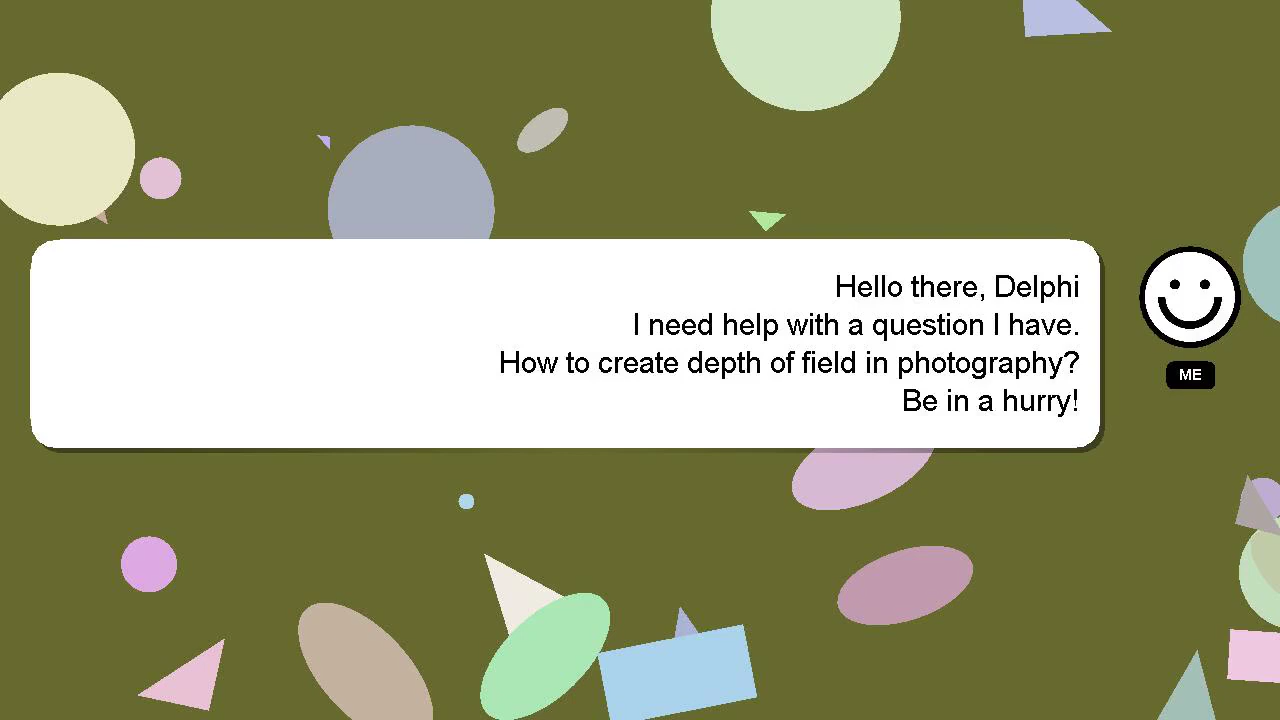 Hello there, Delphi
I need help with a question I have.
How to create depth of field in photography?
Be in a hurry!
ME